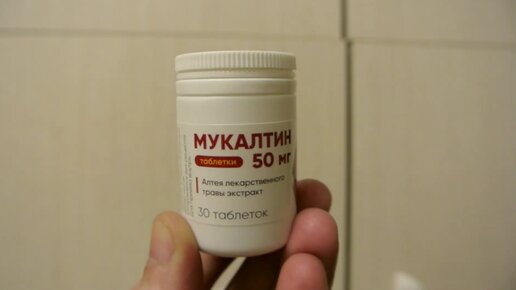 МУКАЛТИН
таблетки 50 мг
Алтея лекарственного
травы экстракт
30 таблеток